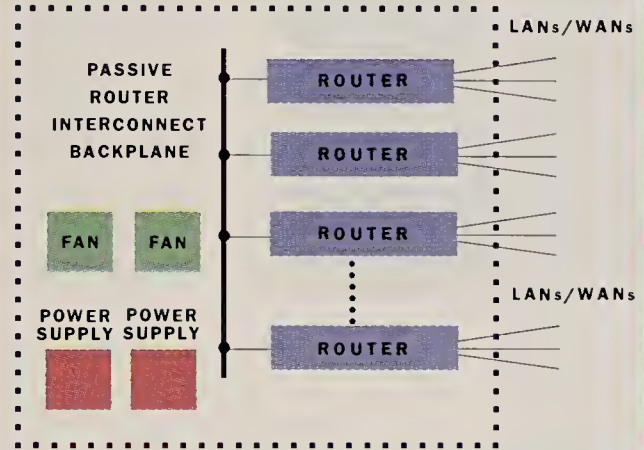 LANs/WANs
PASSIVE
ROUTER
INTERCONNECT
BACKPLANE
ROUTER
ROUTER
ROUTER
ROUTER
FAN
FAN
POWER
SUPPLY
POWER
SUPPLY
LANs/WANs